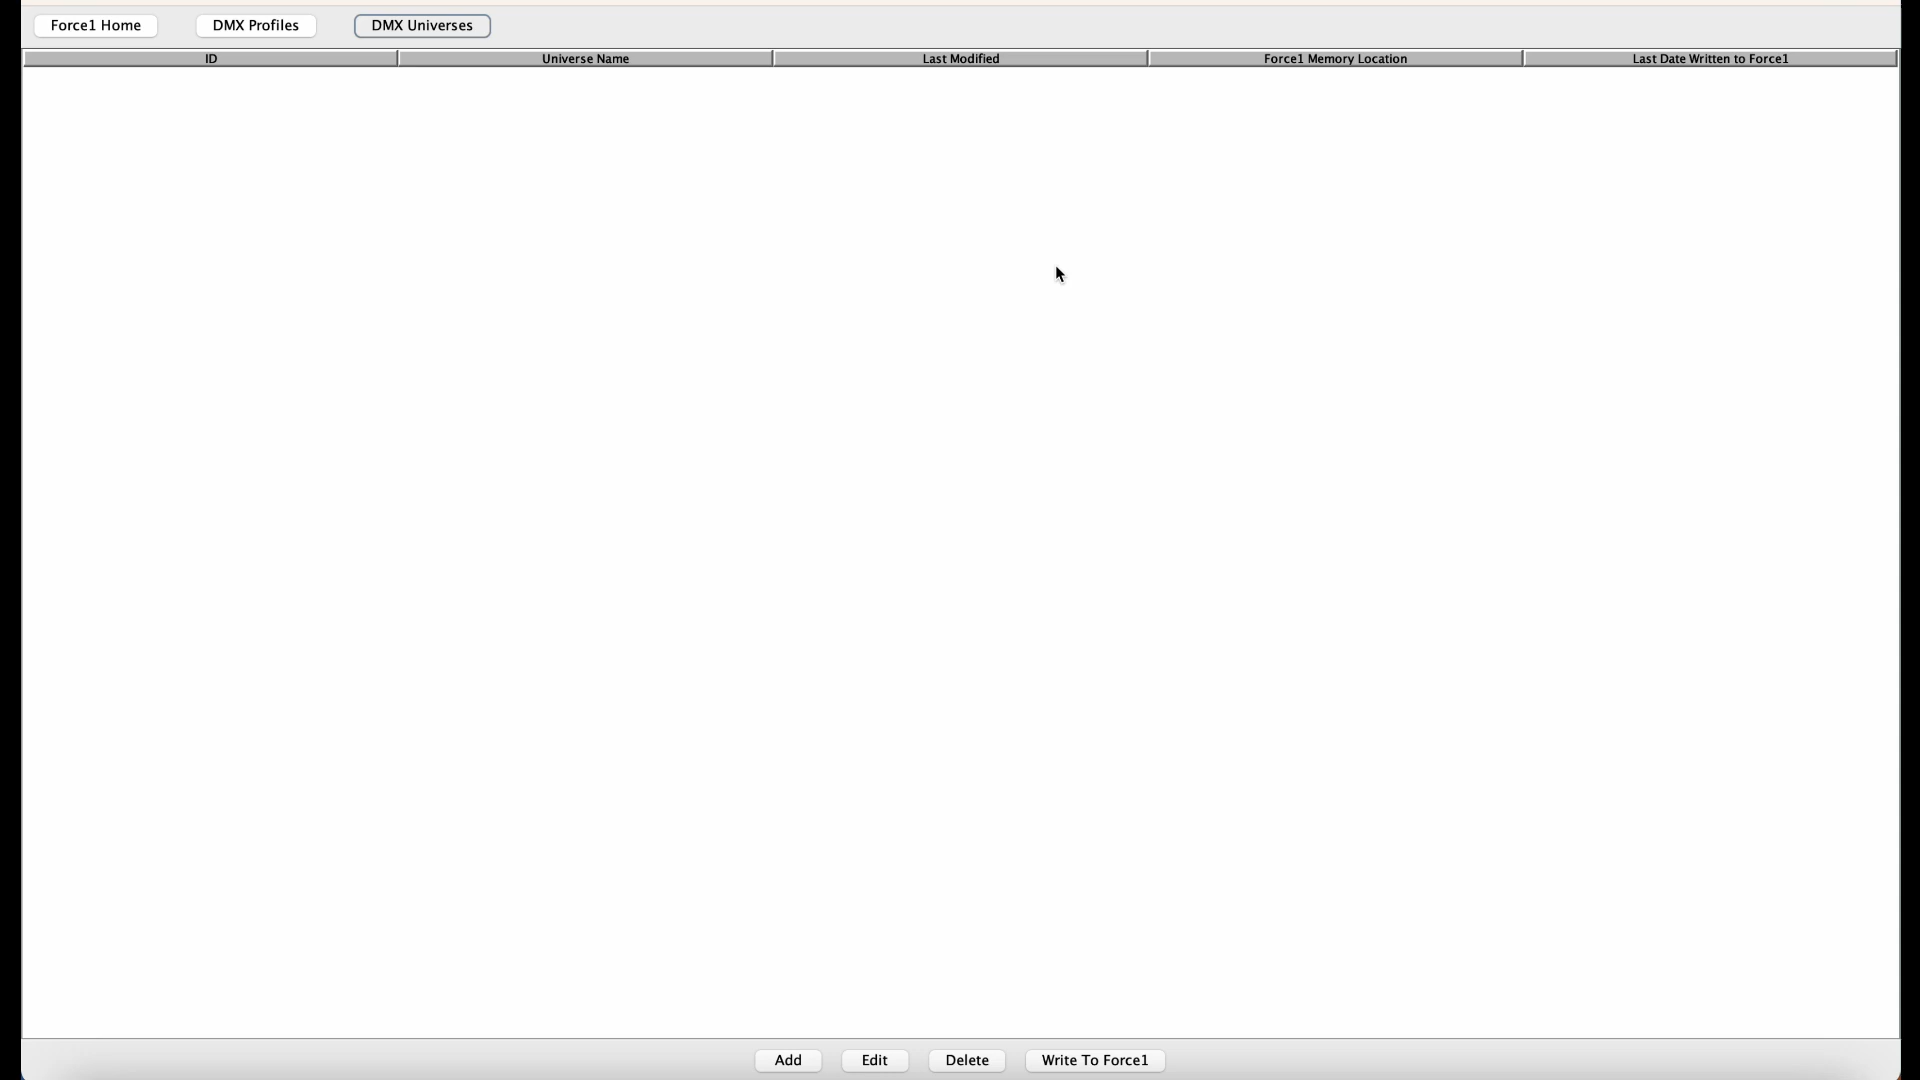 Force1 Home DMX Profiles DMX Universes
ID Universe Name Last Modified Force1 Memory Location Last Date Written to Force1
Add Edit Delete Write To Force1